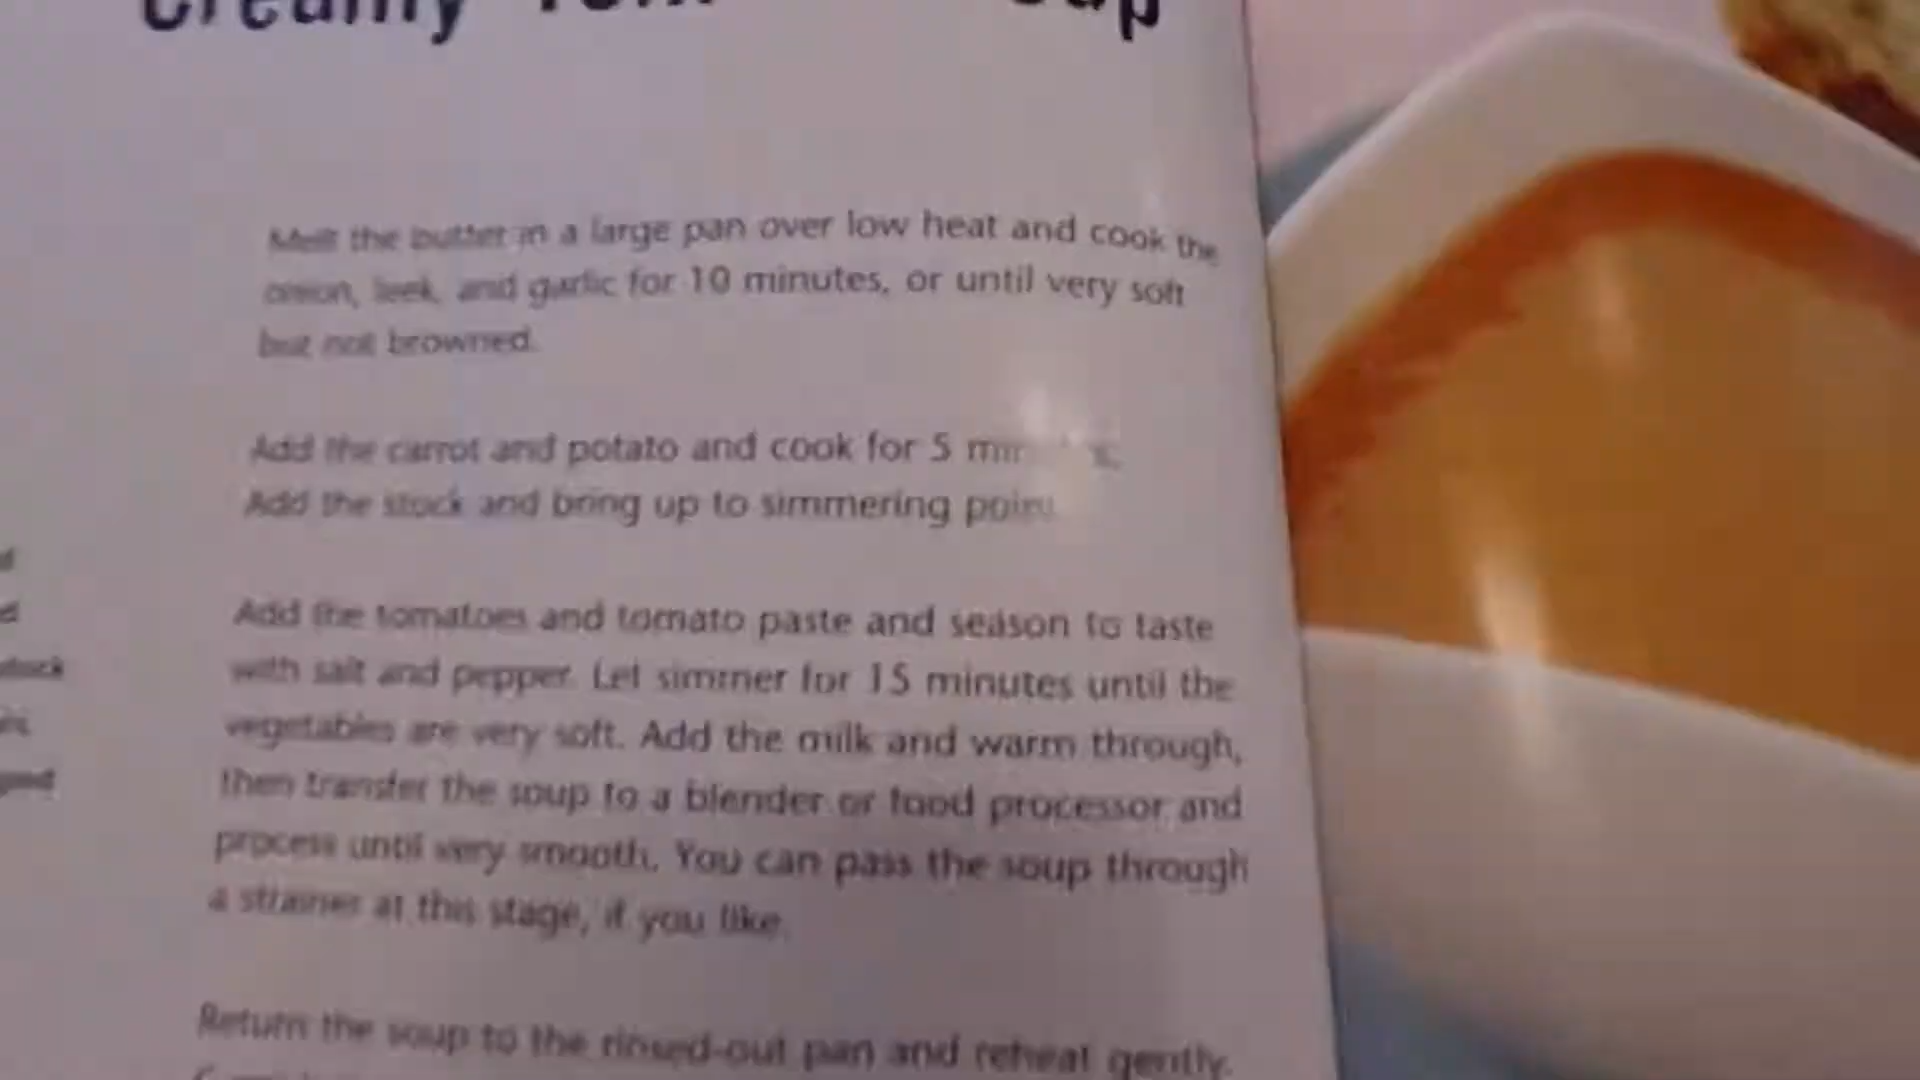 Creamy
Melt the butter in a large pan over low heat and cook the
onion, leek, and garlic for 10 minutes, or until very soft
but not browned.
Add the carrot and potato and cook for 5
Add the stock and bring up to simmering point.
Add the tomatoes and tomato paste and season to taste
with salt and pepper. Let simmer for 15 minutes until the
vegetables are very soft. Add the milk and warm through,
then transfer the soup to a blender or food processor and
process until very smooth. You can pass the soup through
a strainer at this stage, if you like.
Return the soup to the rinsed-out pan and reheat gently.